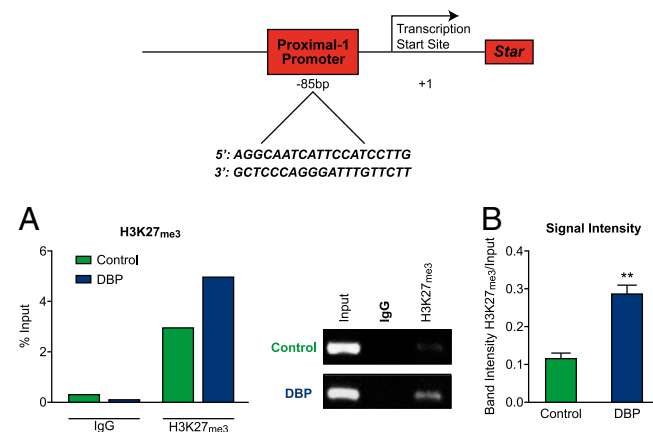 Transcription
Start Site
Proximal-1
Promoter
Star
-85bp
+1
5': AGGCAATCATTCCATCCTTG
3': GCTCCCAGGGATTTGTTCTT
A
H3K27me3
Control
DBP
% Input
6
4
2
0
IgG
H3K27me3
Input
IgG
H3K27me3
Control
DBP
B
Signal Intensity
Band Intensity H3K27me3/Input
0.4
0.3
0.2
0.1
0.0
**
Control
DBP